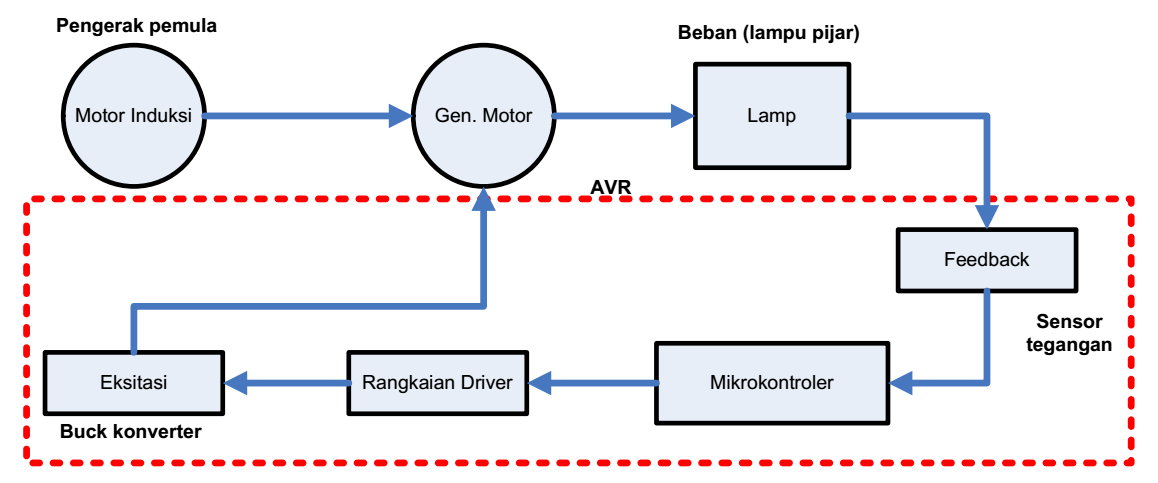 Pengerak pemula
Motor Induksi
Gen. Motor
Beban (lampu pijar)
Lamp
AVR
Feedback
Sensor
tegangan
Mikrokontroler
Rangkaian Driver
Eksitasi
Buck konverter